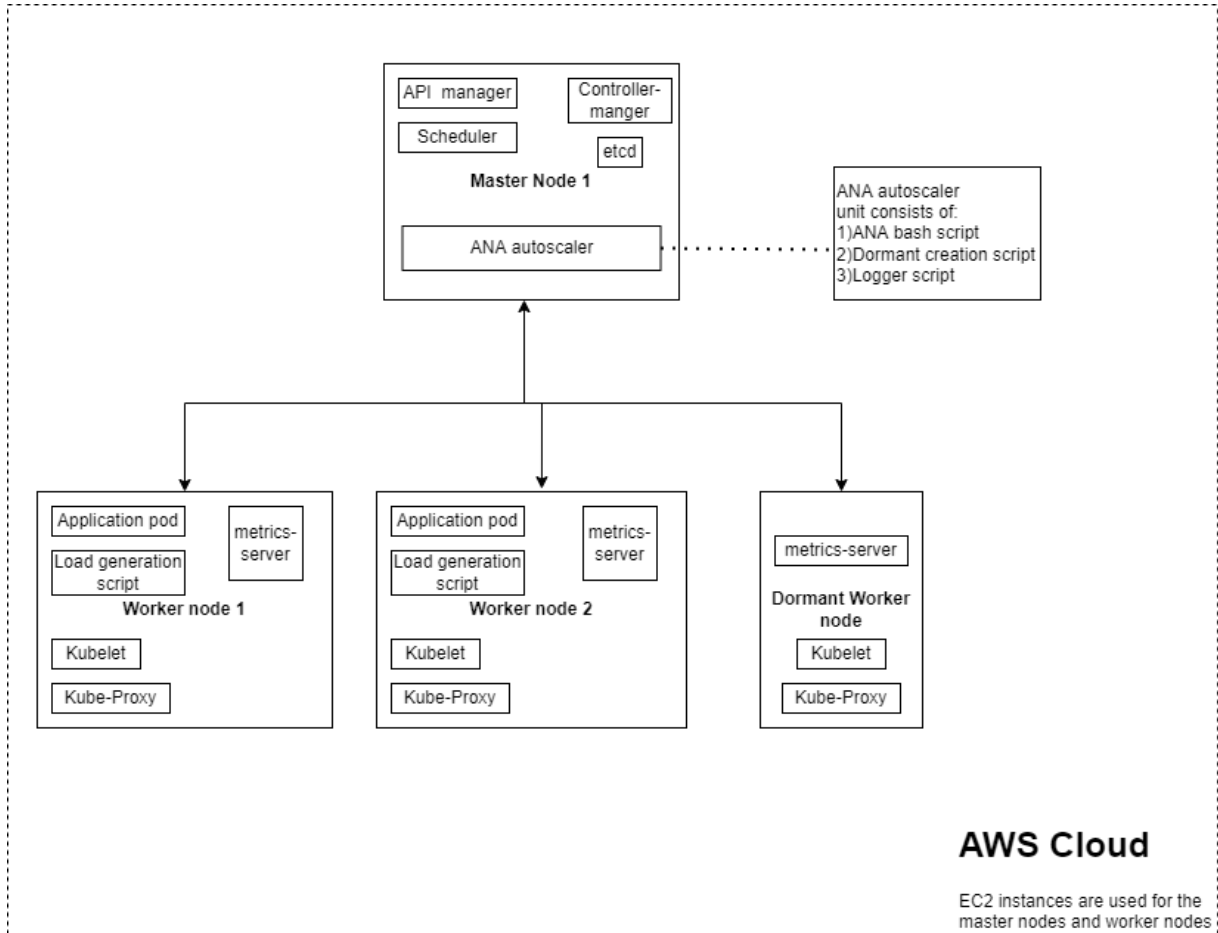 API manager
Controller-
manger
Scheduler
etcd
Master Node 1
ANA autoscaler
ANA autoscaler
unit consists of:
1)ANA bash script
2)Dormant creation script
3)Logger script
Application pod
metrics-
server
Load generation
script
Worker node 1
Kubelet
Kube-Proxy
Application pod
metrics-
server
Load generation
script
Worker node 2
Kubelet
Kube-Proxy
metrics-server
Dormant Worker
node
Kubelet
Kube-Proxy
AWS Cloud
EC2 instances are used for the
master nodes and worker nodes